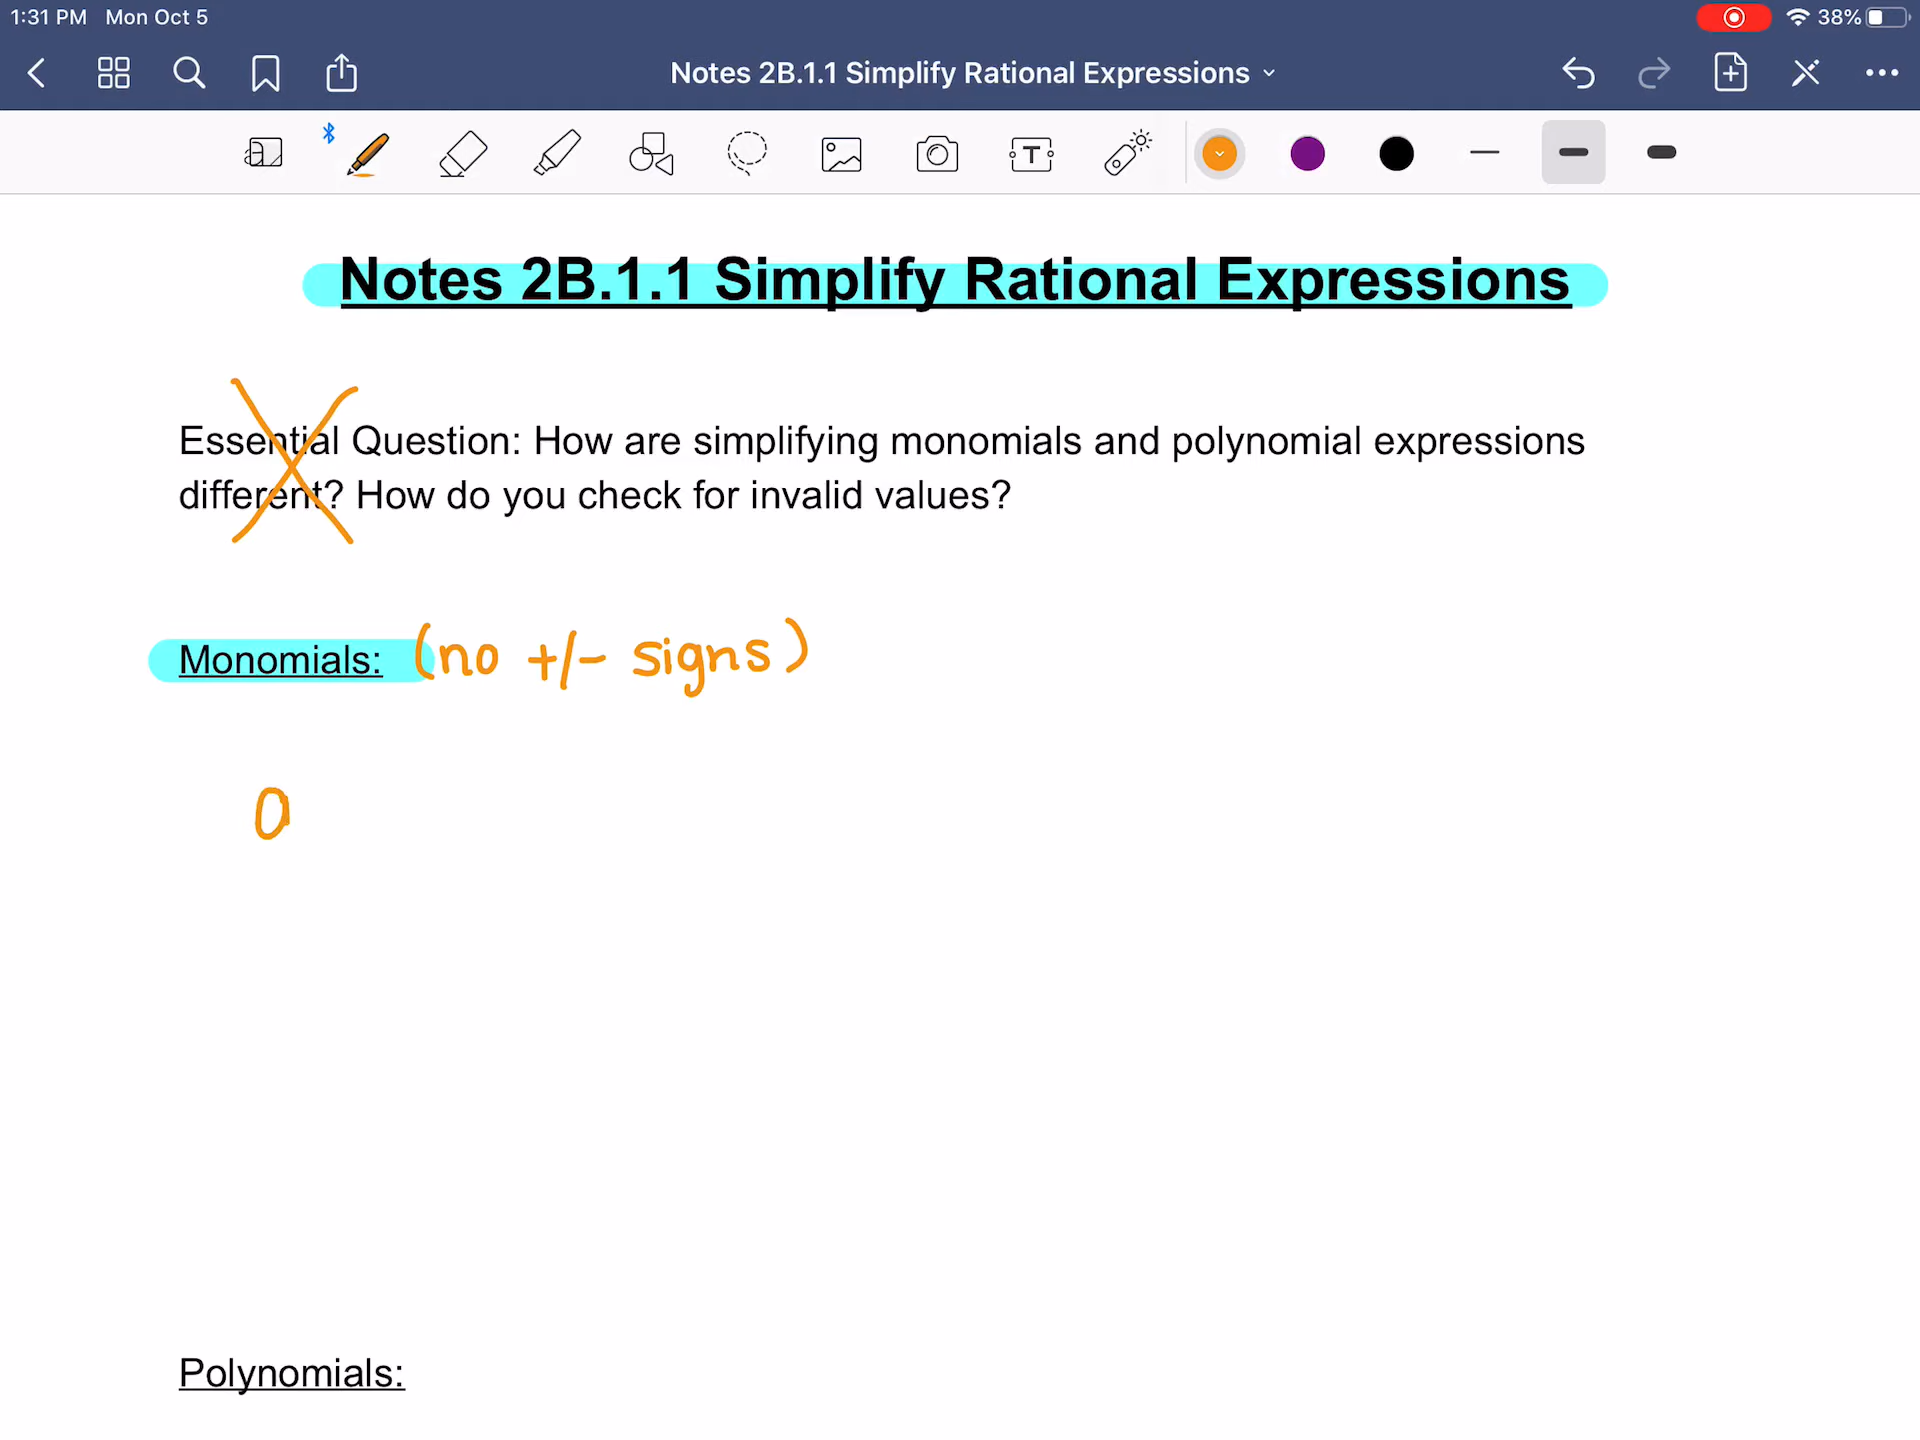 1:31 PM Mon Oct 5
38%
Notes 2B.1.1 Simplify Rational Expressions
Notes 2B.1.1 Simplify Rational Expressions
Essential Question: How are simplifying monomials and polynomial expressions
different? How do you check for invalid values?
Monomials: (no +/- signs)
Polynomials: